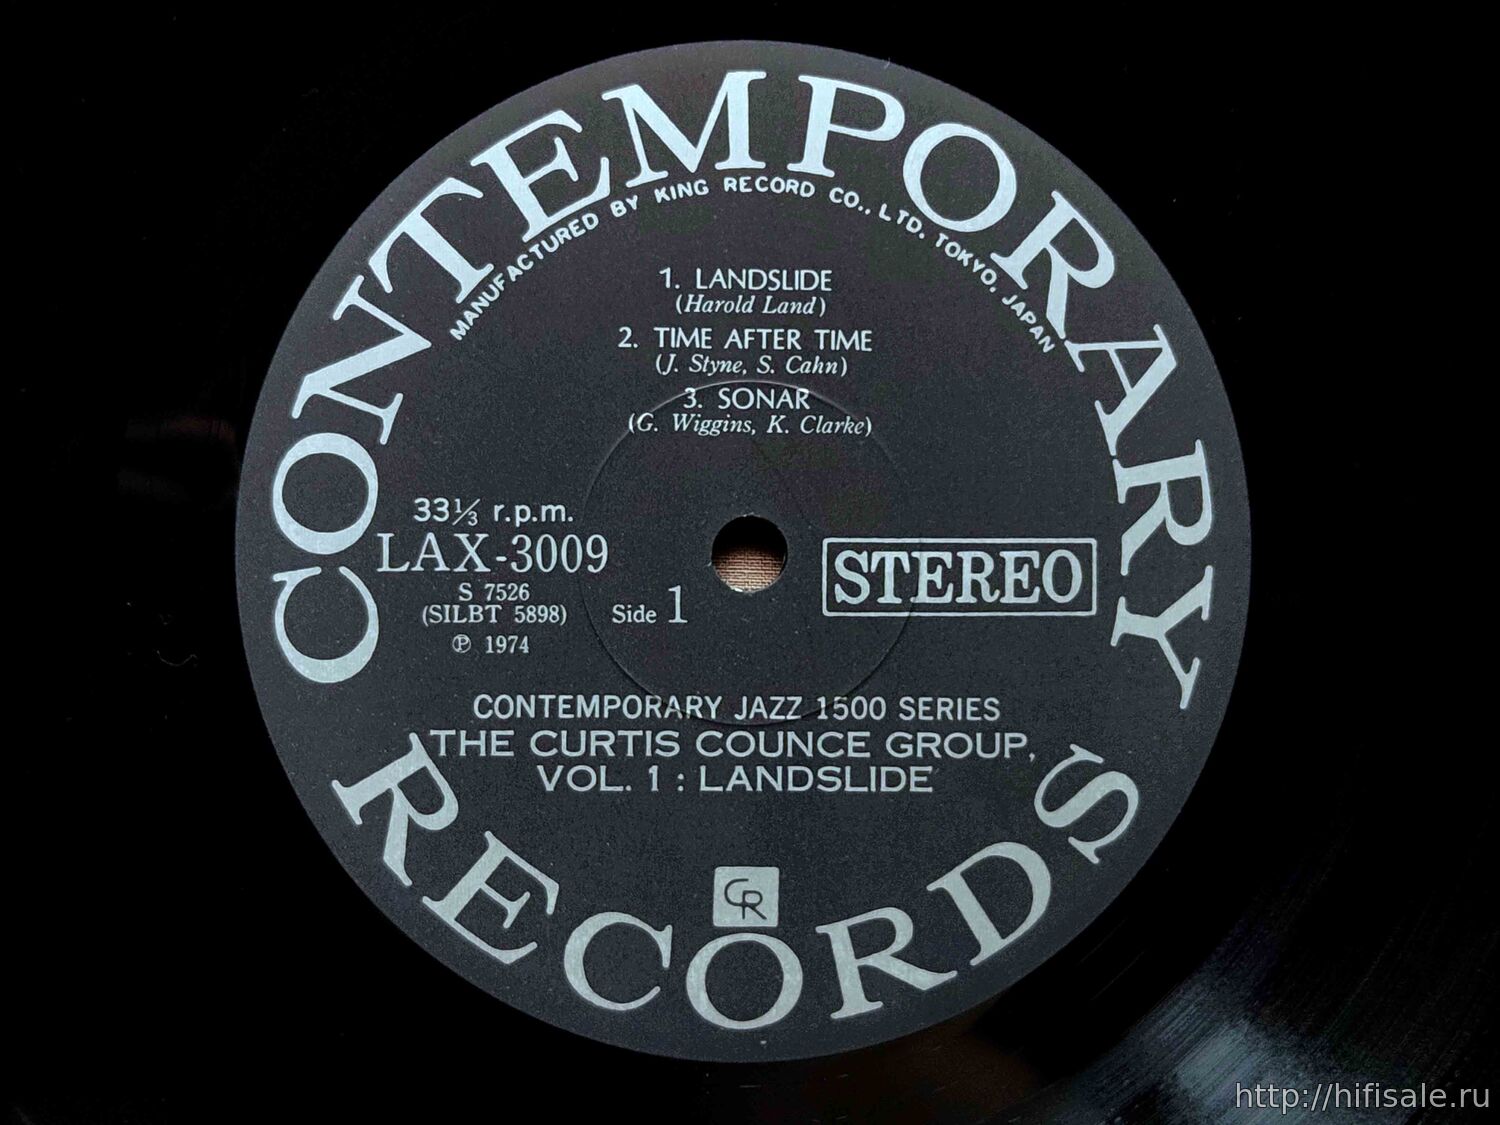 CONTEMPORARY
MANUFACTURED BY KING RECORD CO., LTD. TOKYO, JAPAN
1. LANDSLIDE
(Harold Land)
2. TIME AFTER TIME
(J. Styne, S. Cahn)
3. SONAR
(G. Wiggins, K. Clarke)
33⅓ r.p.m.
LAX-3009
S 7526
(SILBT 5898)
Side 1
℗ 1974
STEREO
CONTEMPORARY JAZZ 1500 SERIES
THE CURTIS COUNCE GROUP,
VOL. 1 : LANDSLIDE
CR
RECORDS
http://hifisale.ru